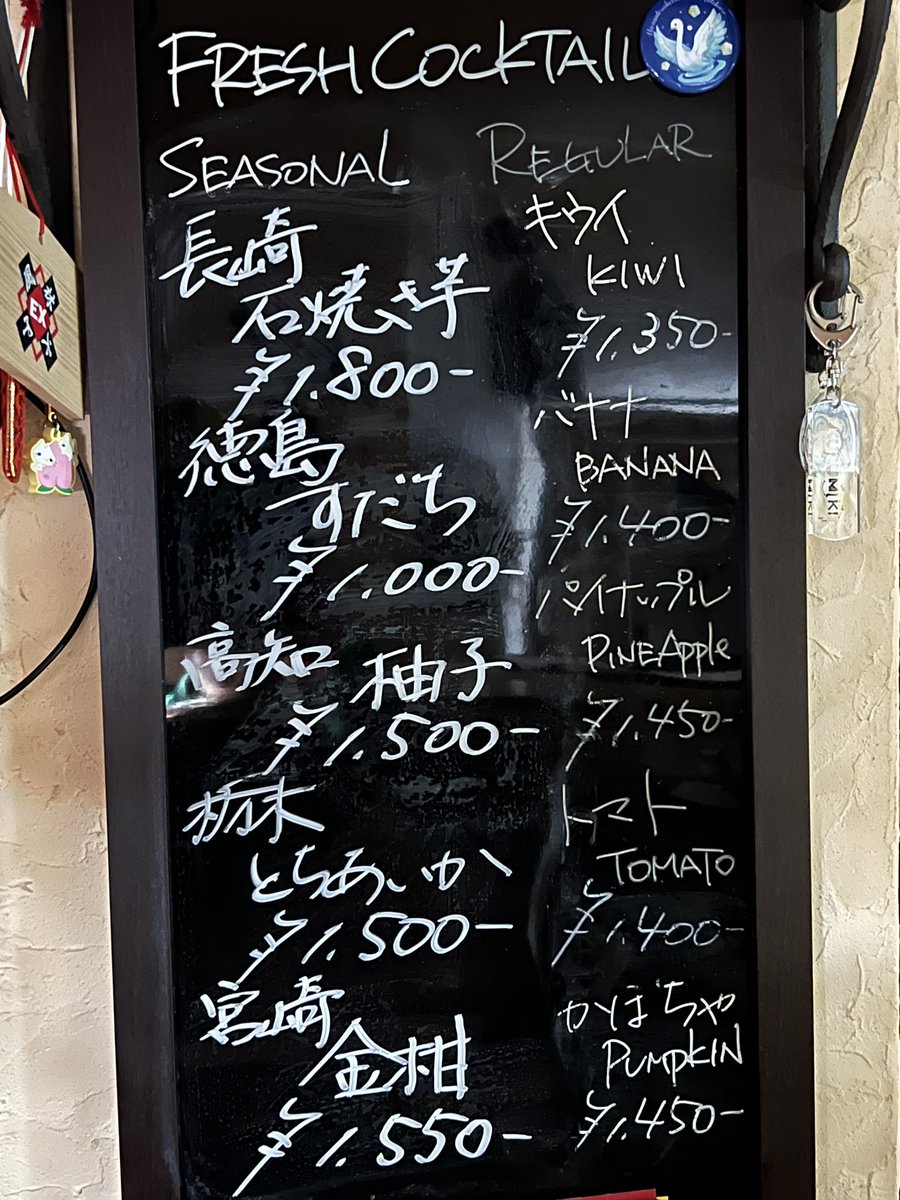 FRESH COCKTAIL
SEASONAL
長崎
石焼き芋
¥1.800-
徳島
すだち
¥1.000-
高知
柚子
¥1.500-
栃木
とちあいか
¥1.500-
宮崎
金柑
¥1.550-
REGULAR
キウイ
KIWI
¥1.350-
バナナ
BANANA
¥1.400-
パイナップル
PINEApple
¥1.450-
トマト
TOMATO
¥1.400-
かぼちゃ
PUMPKIN
¥1.450-
MIKI